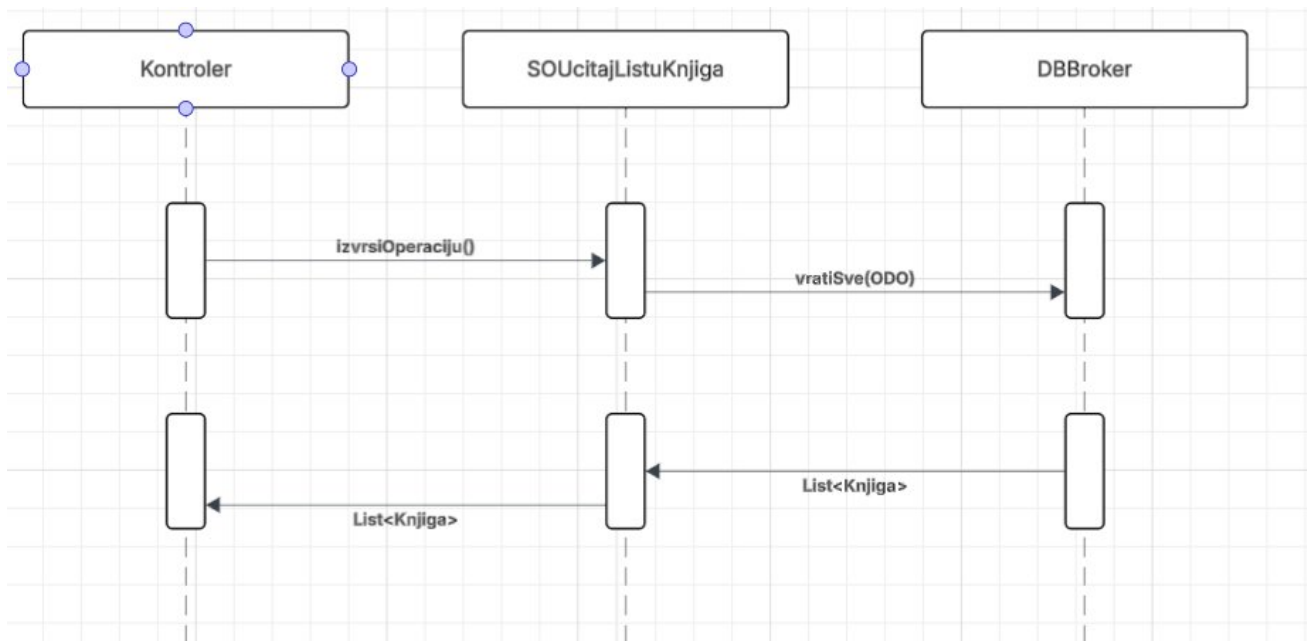 Kontroler
SOUcitajListuKnjiga
DBBroker
izvrsiOperaciju()
vratiSve(ODO)
List<Knjiga>
List<Knjiga>